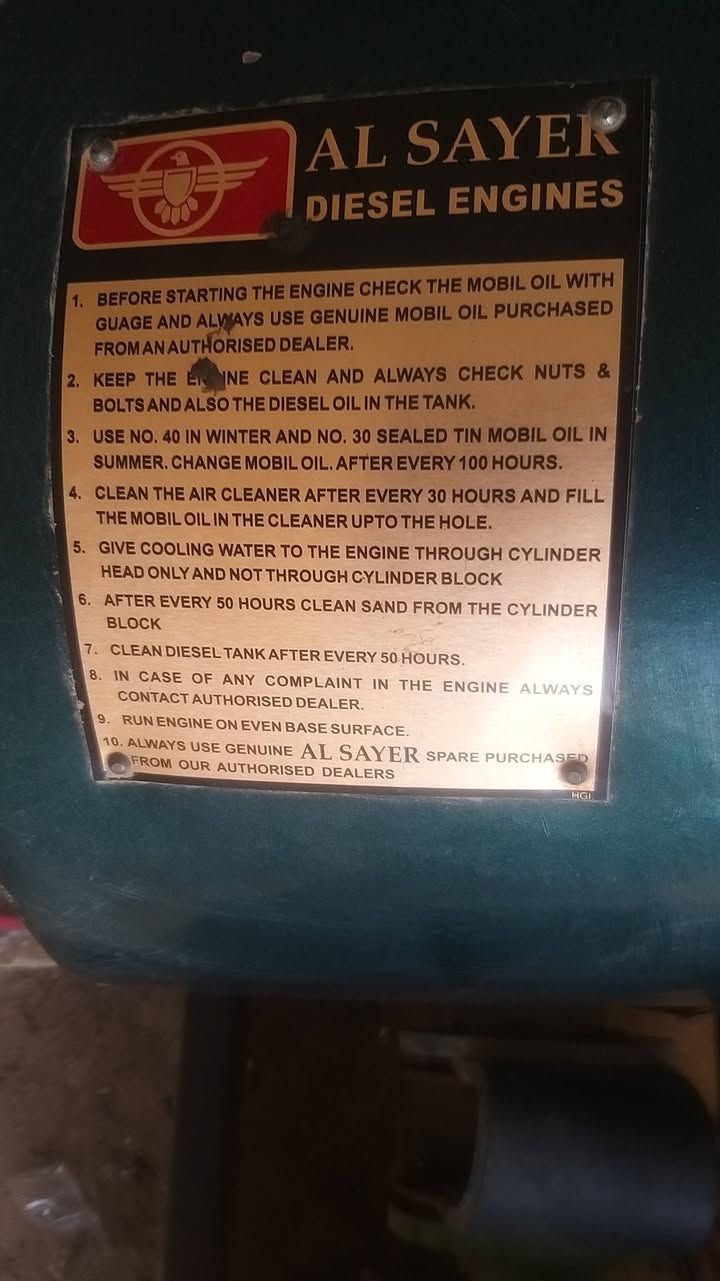 AL SAYER
DIESEL ENGINES
1. BEFORE STARTING THE ENGINE CHECK THE MOBIL OIL WITH
GUAGE AND ALWAYS USE GENUINE MOBIL OIL PURCHASED
FROM AN AUTHORISED DEALER.
2. KEEP THE ENGINE CLEAN AND ALWAYS CHECK NUTS &
BOLTS AND ALSO THE DIESEL OIL IN THE TANK.
3. USE NO. 40 IN WINTER AND NO. 30 SEALED TIN MOBIL OIL IN
SUMMER. CHANGE MOBIL OIL. AFTER EVERY 100 HOURS.
4. CLEAN THE AIR CLEANER AFTER EVERY 30 HOURS AND FILL
THE MOBIL OIL IN THE CLEANER UPTO THE HOLE.
5. GIVE COOLING WATER TO THE ENGINE THROUGH CYLINDER
HEAD ONLY AND NOT THROUGH CYLINDER BLOCK
6. AFTER EVERY 50 HOURS CLEAN SAND FROM THE CYLINDER
BLOCK
7. CLEAN DIESEL TANK AFTER EVERY 50 HOURS.
8. IN CASE OF ANY COMPLAINT IN THE ENGINE ALWAYS
CONTACT AUTHORISED DEALER.
9. RUN ENGINE ON EVEN BASE SURFACE.
10. ALWAYS USE GENUINE AL SAYER SPARE PURCHASED
FROM OUR AUTHORISED DEALERS
HGI